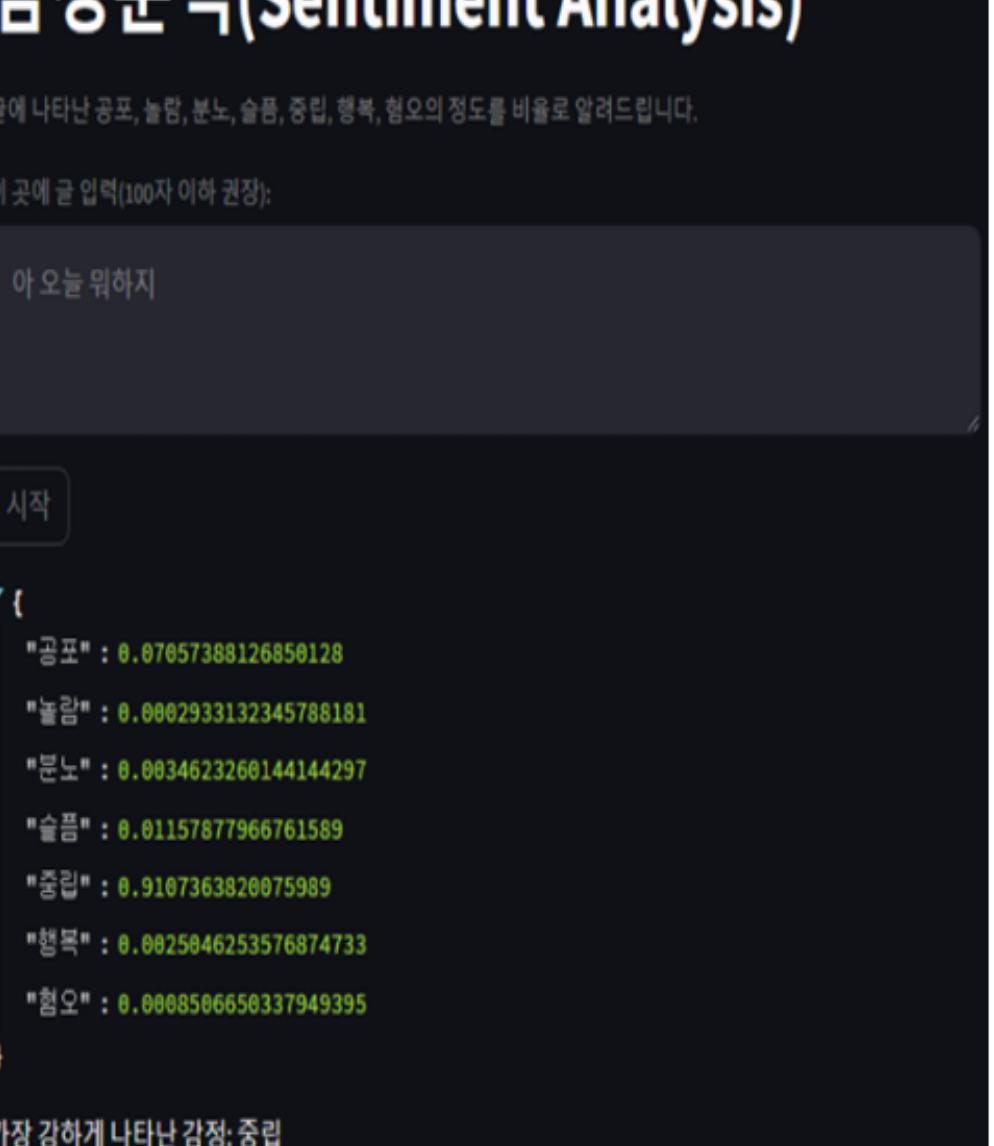 감정분석(Sentiment Analysis)
글에 나타난 공포, 놀람, 분노, 슬픔, 중립, 행복, 혐오의 정도를 비율로 알려드립니다.
이 곳에 글 입력(100자 이하 권장):
아 오늘 뭐하지
시작
{
"공포" : 0.07057388126850128
"놀람" : 0.0002933132345788181
"분노" : 0.0034623260144144297
"슬픔" : 0.01157877966761589
"중립" : 0.9107363820075989
"행복" : 0.0025046253576874733
"혐오" : 0.0008506650337949395
}
가장 강하게 나타난 감정: 중립